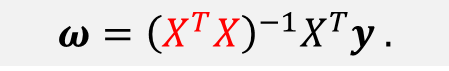 𝝎 = (XᵀX)⁻¹Xᵀ𝒚 .